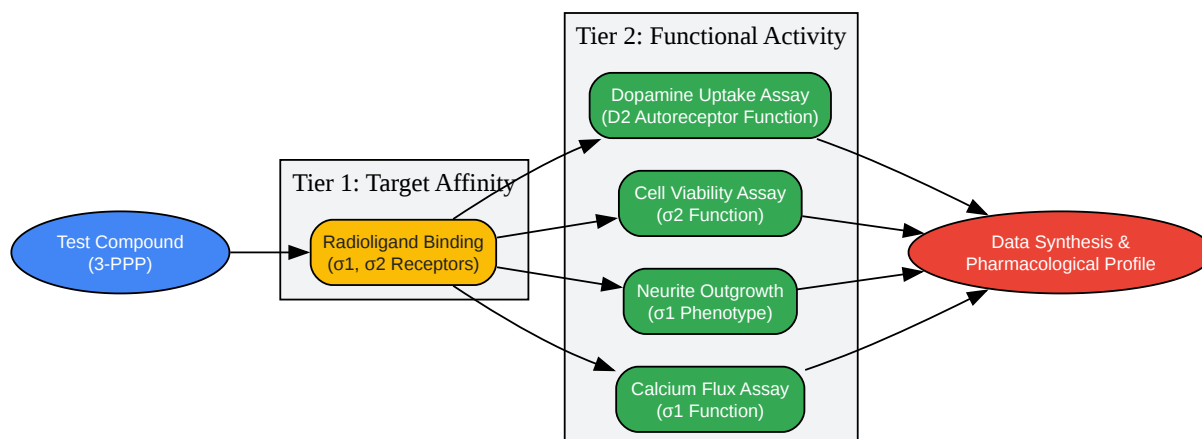 Tier 2: Functional Activity
Dopamine Uptake Assay
(D2 Autoreceptor Function)
Tier 1: Target Affinity
Cell Viability Assay
(σ2 Function)
Test Compound
(3-PPP)
Radioligand Binding
(σ1, σ2 Receptors)
Data Synthesis &
Pharmacological Profile
Neurite Outgrowth
(σ1 Phenotype)
Calcium Flux Assay
(σ1 Function)